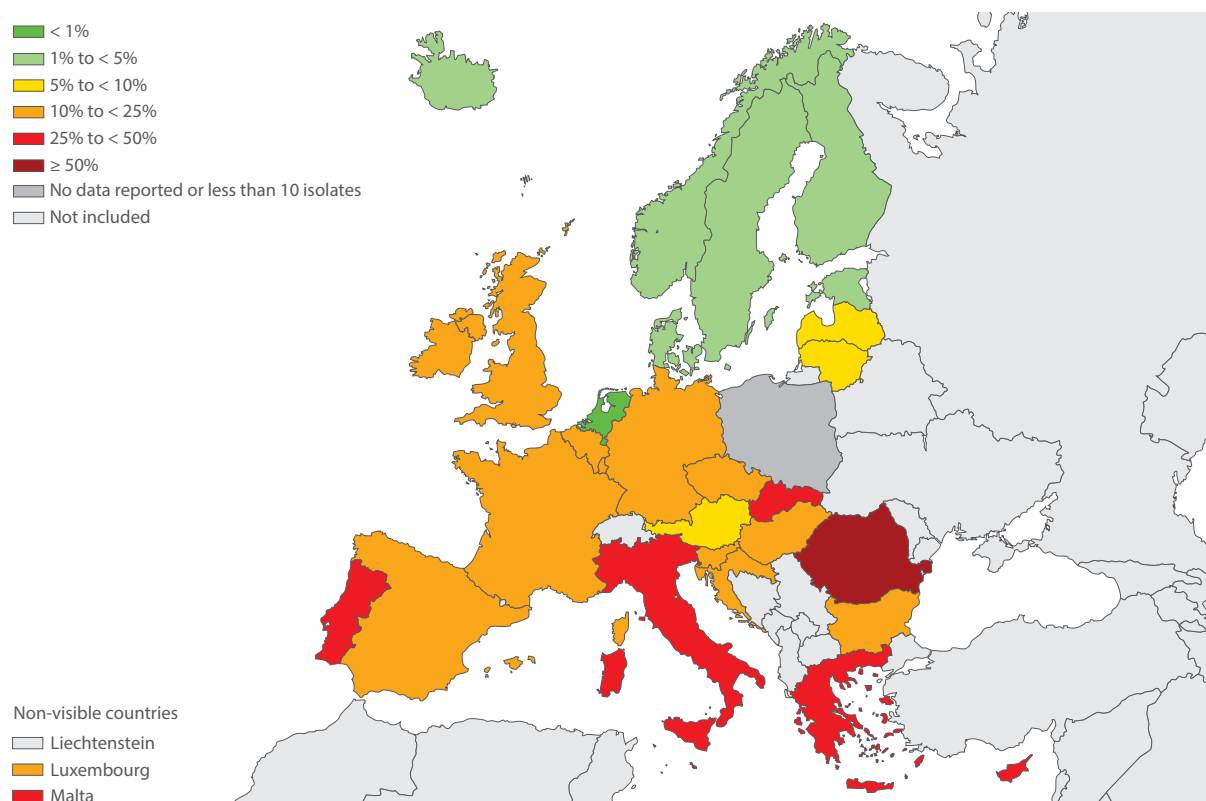 < 1%
1% to < 5%
5% to < 10%
10% to < 25%
25% to < 50%
≥ 50%
No data reported or less than 10 isolates
Not included
Non-visible countries
Liechtenstein
Luxembourg
Malta